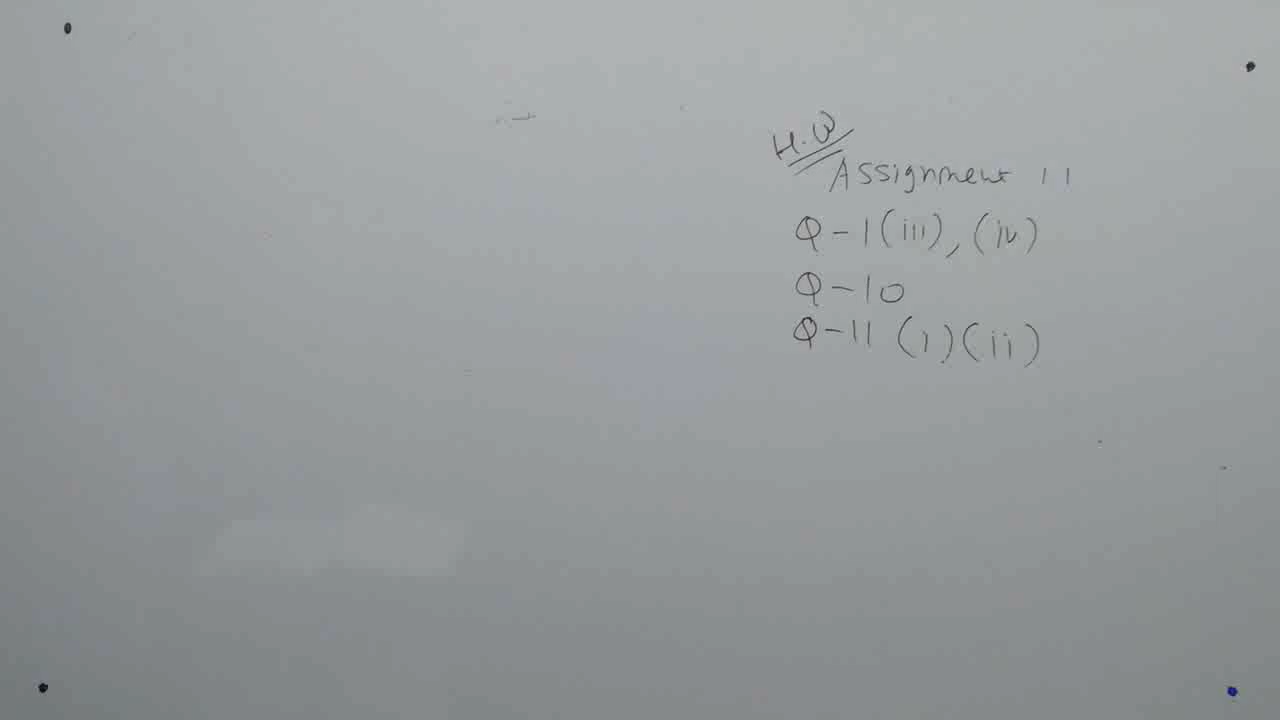 H.W
Assignment 11
Q-1(iii), (iv)
Q-10
Q-11 (i)(ii)